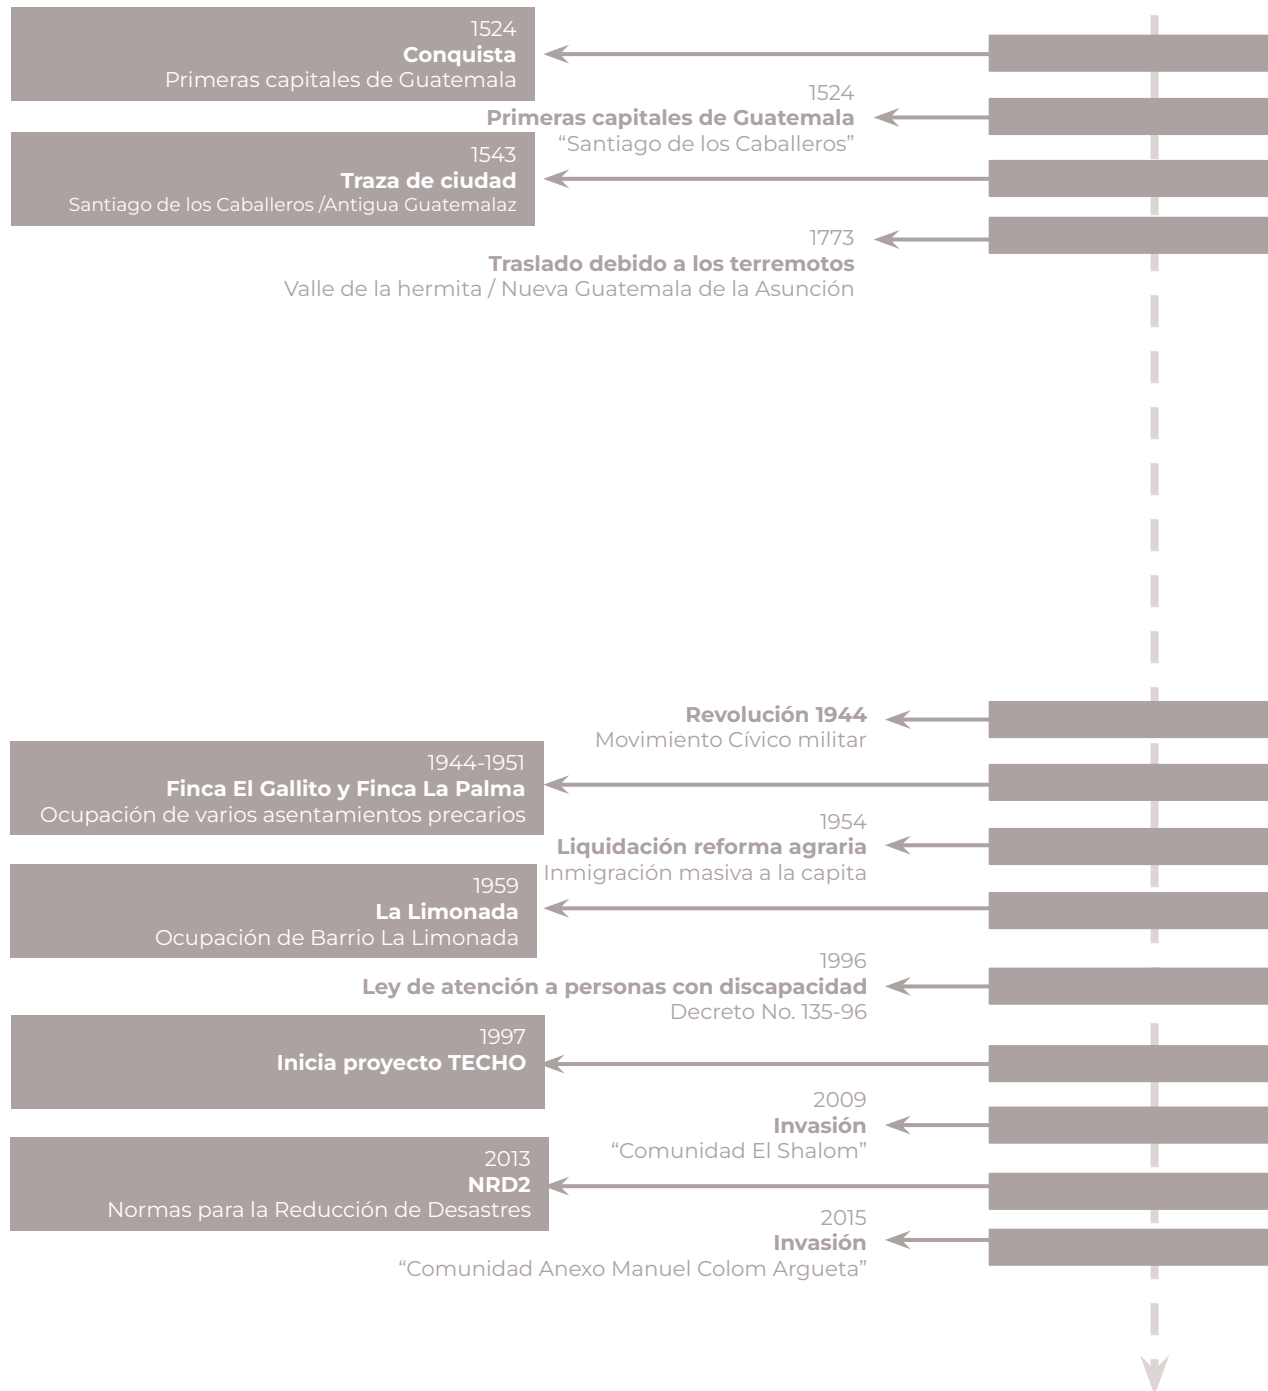 1524
Conquista
Primeras capitales de Guatemala
1524
Primeras capitales de Guatemala
“Santiago de los Caballeros”
1543
Traza de ciudad
Santiago de los Caballeros /Antigua Guatemalaz
1773
Traslado debido a los terremotos
Valle de la hermita / Nueva Guatemala de la Asunción
Revolución 1944
Movimiento Cívico militar
1944-1951
Finca El Gallito y Finca La Palma
Ocupación de varios asentamientos precarios
1954
Liquidación reforma agraria
Inmigración masiva a la capita
1959
La Limonada
Ocupación de Barrio La Limonada
1996
Ley de atención a personas con discapacidad
Decreto No. 135-96
1997
Inicia proyecto TECHO
2009
Invasión
“Comunidad El Shalom”
2013
NRD2
Normas para la Reducción de Desastres
2015
Invasión
“Comunidad Anexo Manuel Colom Argueta”